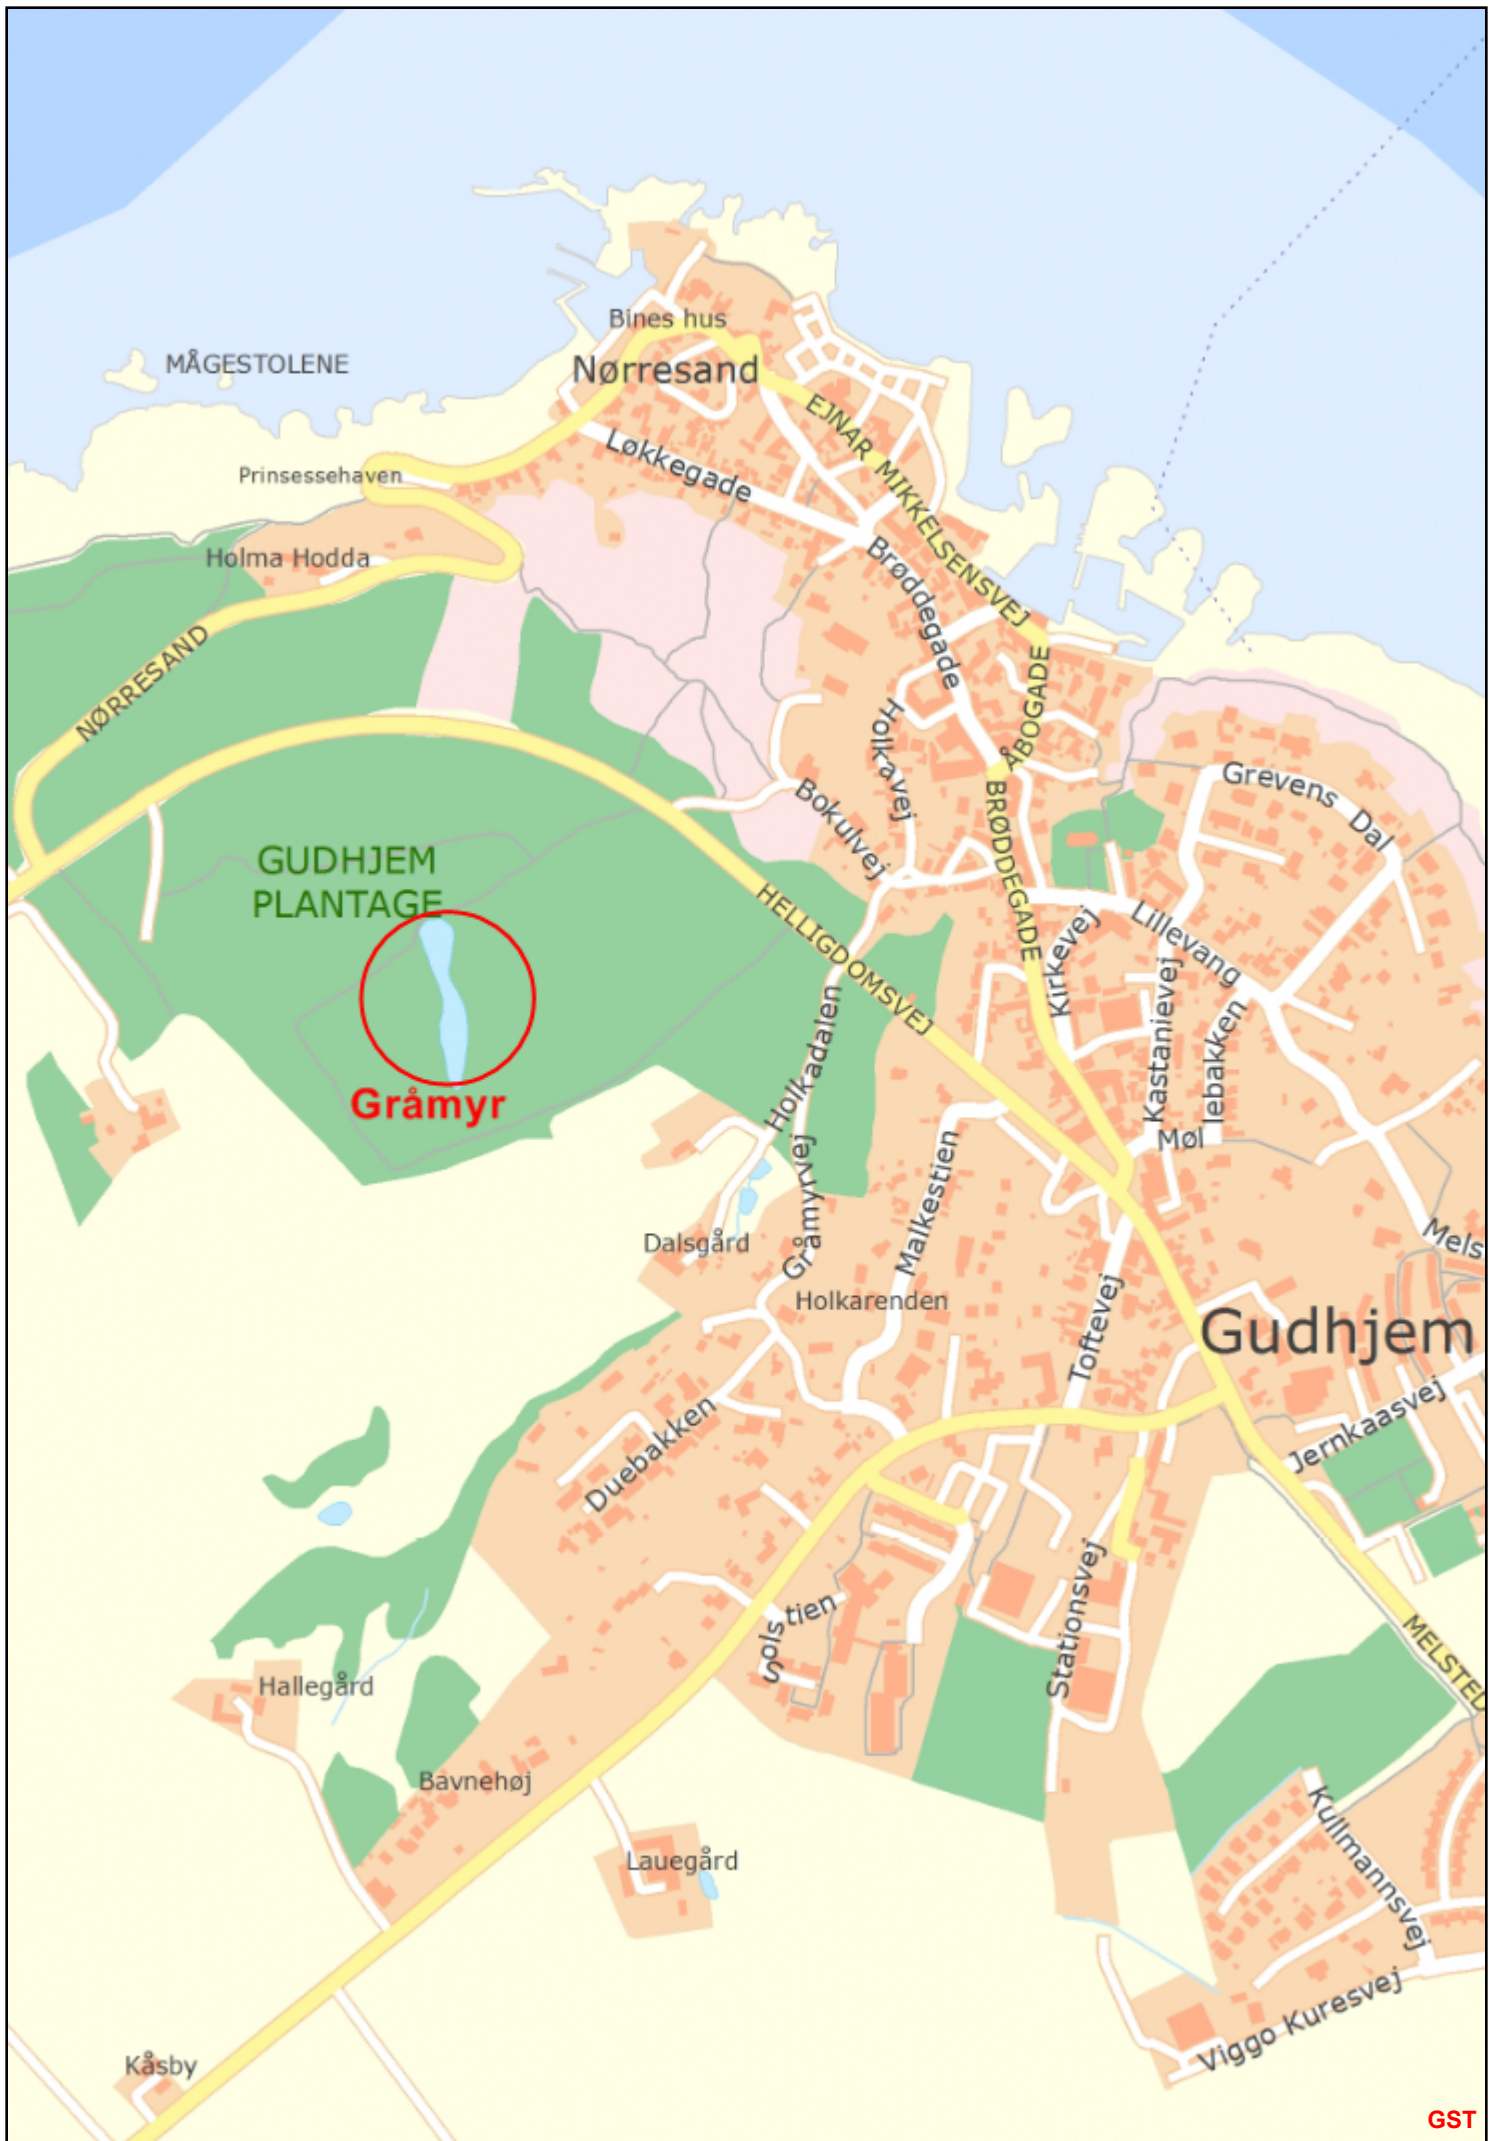 Bines hus
MÅGESTOLENE
Nørresand
EJNAR MIKKELSENSVEJ
Løkkegade
Prinsessehaven
Holma Hodda
Brøddegade
NØRRESAND
ÅBOGADE
Holkavej
Grevens Dal
Bokulvej
BRØDDEGADE
GUDHJEM
PLANTAGE
HELLIGDOMSVEJ
Kirkevej
Lillevang
Kastanievej
Møllebakken
Holkadalen
Gråmyr
Gråmyrvej
Malkestien
Mels
Dalsgård
Holkarenden
Toftevej
Gudhjem
Jernkaasvej
Duebakken
Stationsvej
Solstien
MELSTED
Hallegård
Bavnehøj
Kullmannsvej
Lauegård
Viggo Kuresvej
Kåsby
GST